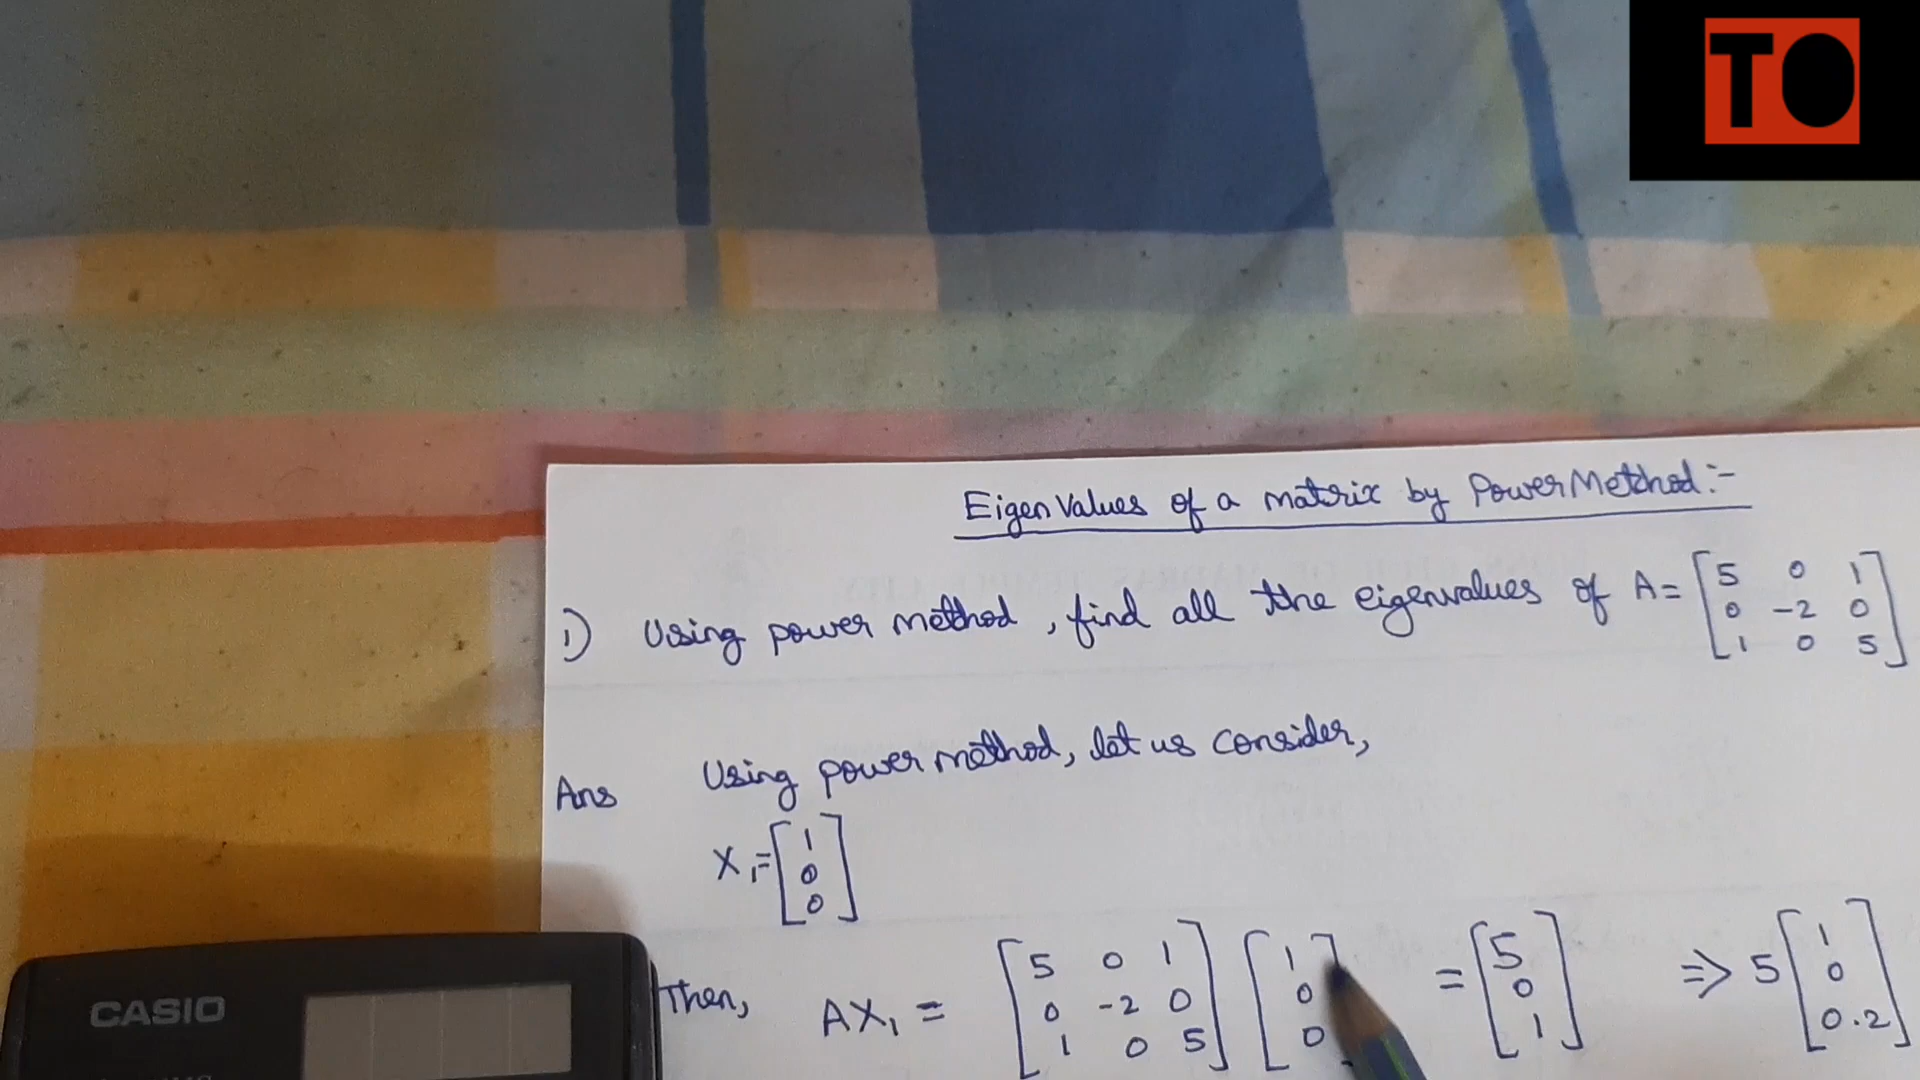 TO
Eigen Values of a matrix by Power Method:-
1) Using power method, find all the eigenvalues of A = [5 0 1
0 -2 0
1 0 5]
Ans Using power method, let us consider,
X₁ = [1
0
0]
Then, AX₁ = [5 0 1
0 -2 0
1 0 5] [1
0
0] = [5
0
1] => 5 [1
0
0.2]
CASIO